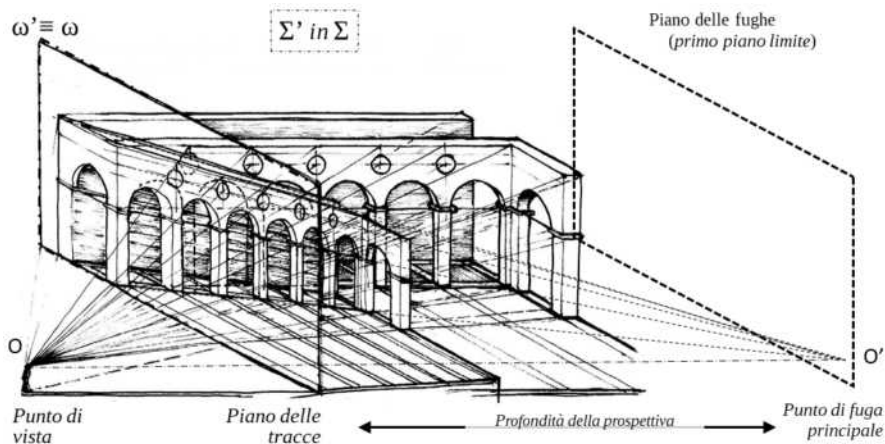 ω'≡ ω
Σ' in Σ
Piano delle fughe
(primo piano limite)
O
O'
Punto di
vista
Piano delle
tracce
Profondità della prospettiva
Punto di fuga
principale